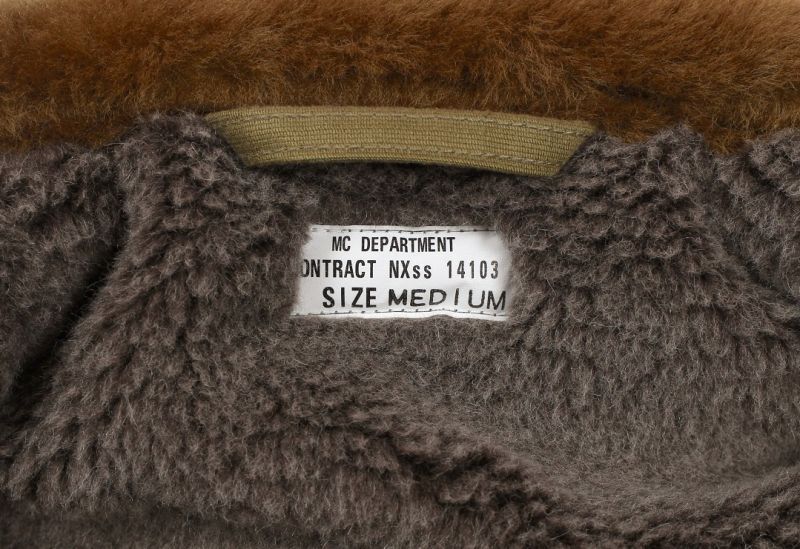 MC DEPARTMENT
ONTRACT NXss 14103
SIZE MEDIUM